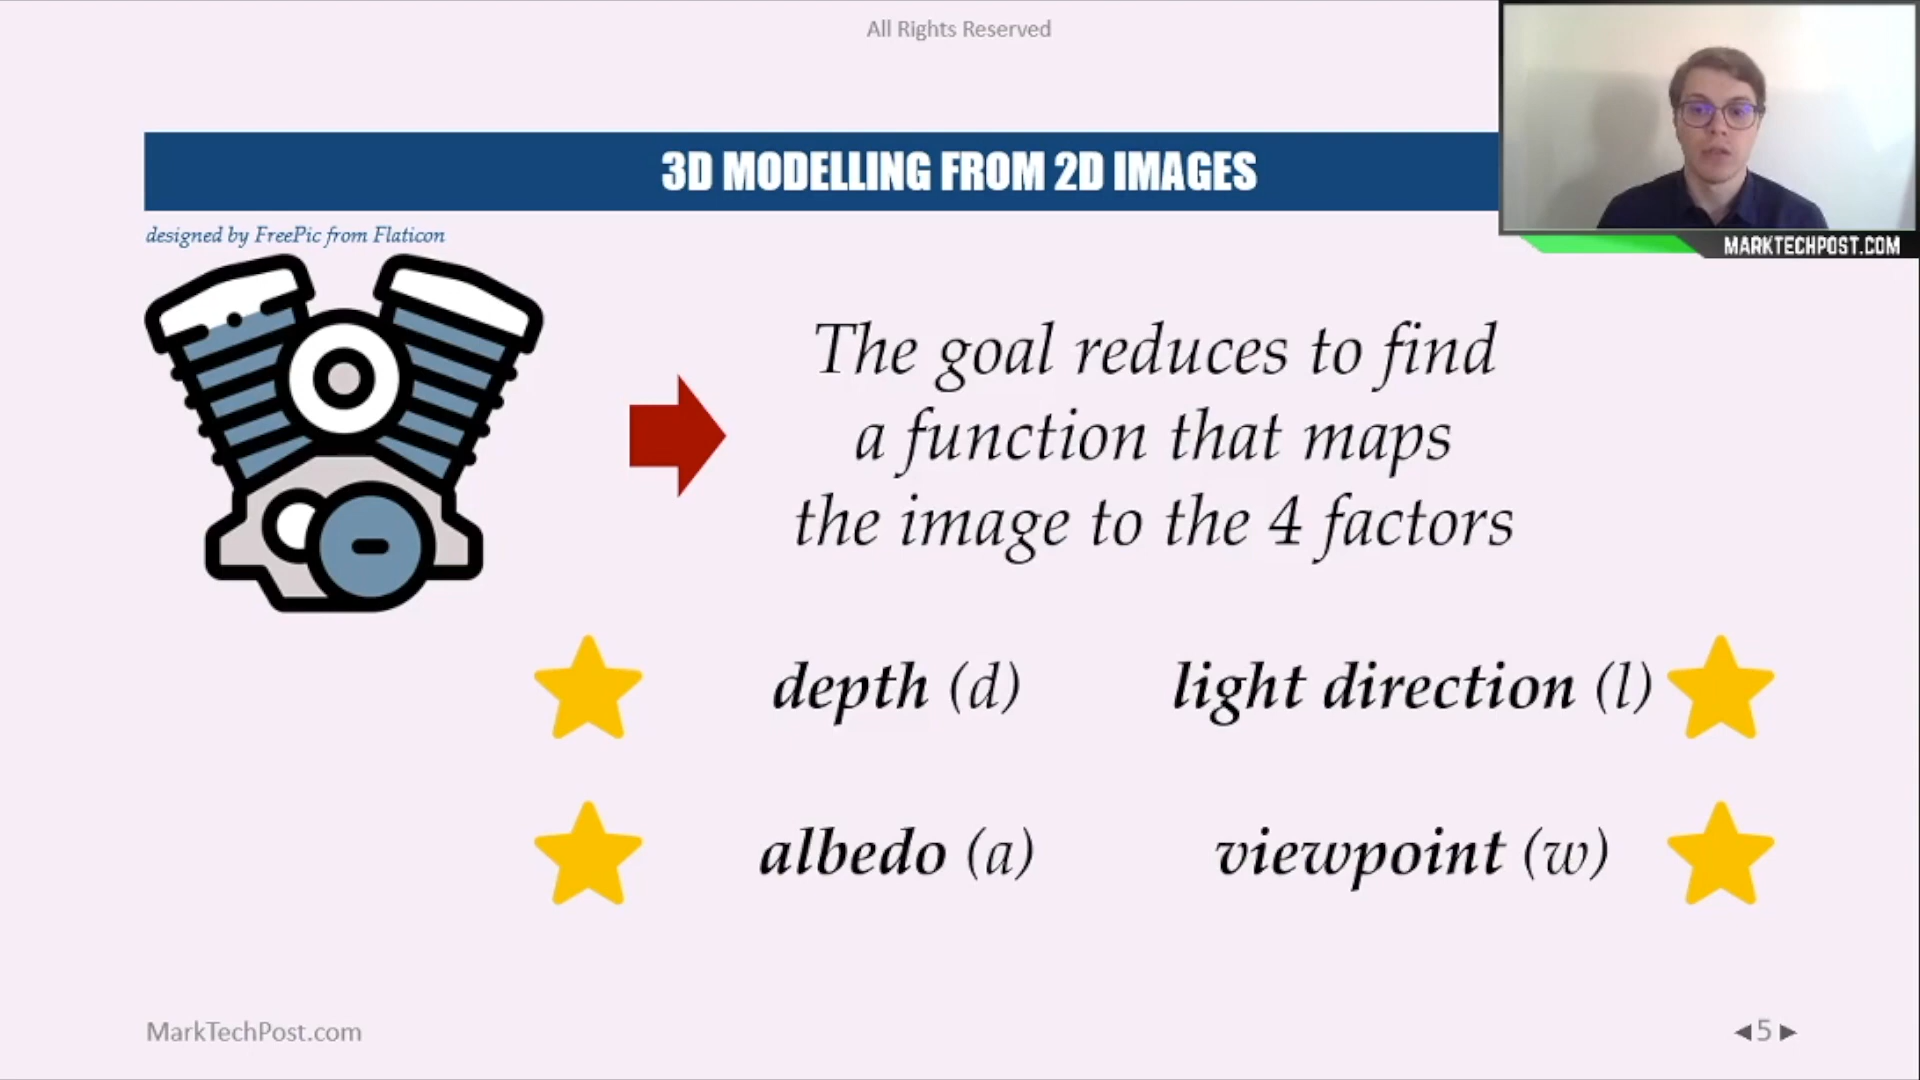 All Rights Reserved
3D MODELLING FROM 2D IMAGES
MARKTECHPOST.COM
designed by FreePic from Flaticon
The goal reduces to find
a function that maps
the image to the 4 factors
depth (d)
light direction (l)
albedo (a)
viewpoint (w)
MarkTechPost.com
◀5▶